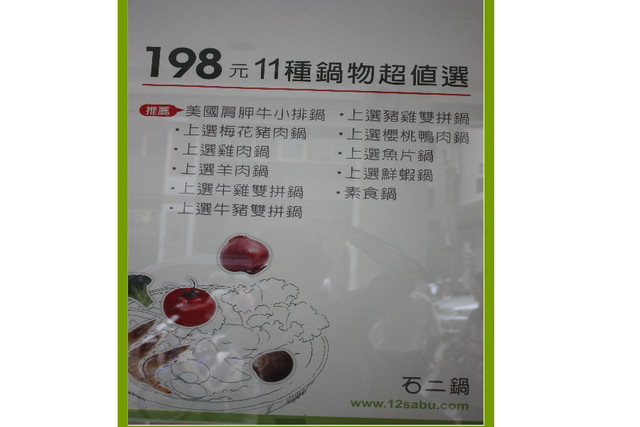 198元 11種鍋物超值選
推薦 美國肩胛牛小排鍋
・上選梅花豬肉鍋
・上選雞肉鍋
・上選羊肉鍋
・上選牛雞雙拼鍋
・上選牛豬雙拼鍋
・上選豬雞雙拼鍋
・上選櫻桃鴨肉鍋
・上選魚片鍋
・上選鮮蝦鍋
・素食鍋
石二鍋
www.12sabu.com